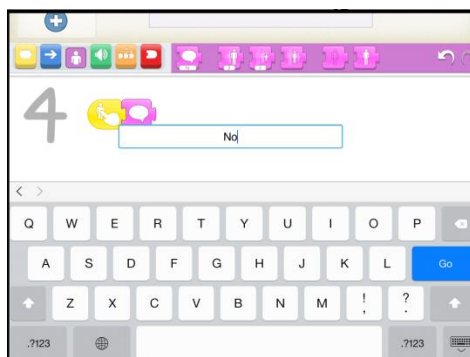 4
No
Q W E R T Y U I O P
A S D F G H J K L Go
Z X C V B N M ! , ? .
.?123 .?123